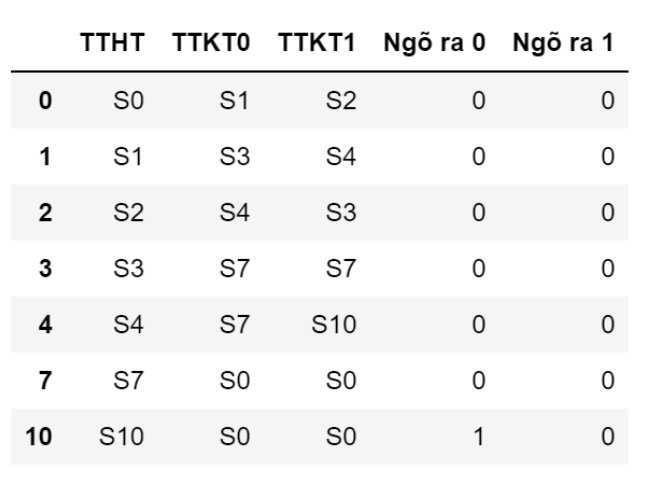 TTHT TTKT0 TTKT1 Ngõ ra 0 Ngõ ra 1
0 S0 S1 S2 0 0
1 S1 S3 S4 0 0
2 S2 S4 S3 0 0
3 S3 S7 S7 0 0
4 S4 S7 S10 0 0
7 S7 S0 S0 0 0
10 S10 S0 S0 1 0